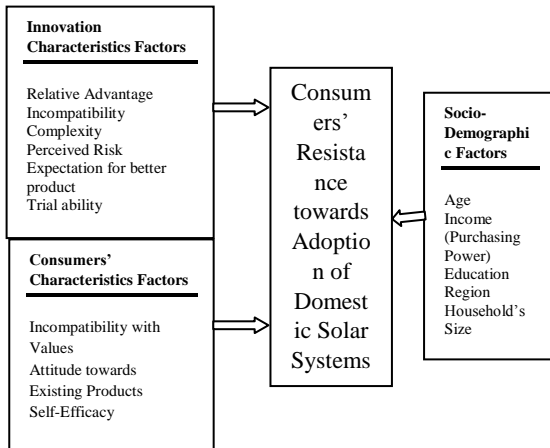 Innovation
Characteristics Factors
Relative Advantage
Incompatibility
Complexity
Perceived Risk
Expectation for better
product
Trial ability
Consumers’
Characteristics Factors
Incompatibility with
Values
Attitude towards
Existing Products
Self-Efficacy
Consum
ers’
Resista
nce
towards
Adoptio
n of
Domest
ic Solar
Systems
Socio-
Demographi
c Factors
Age
Income
(Purchasing
Power)
Education
Region
Household’s
Size